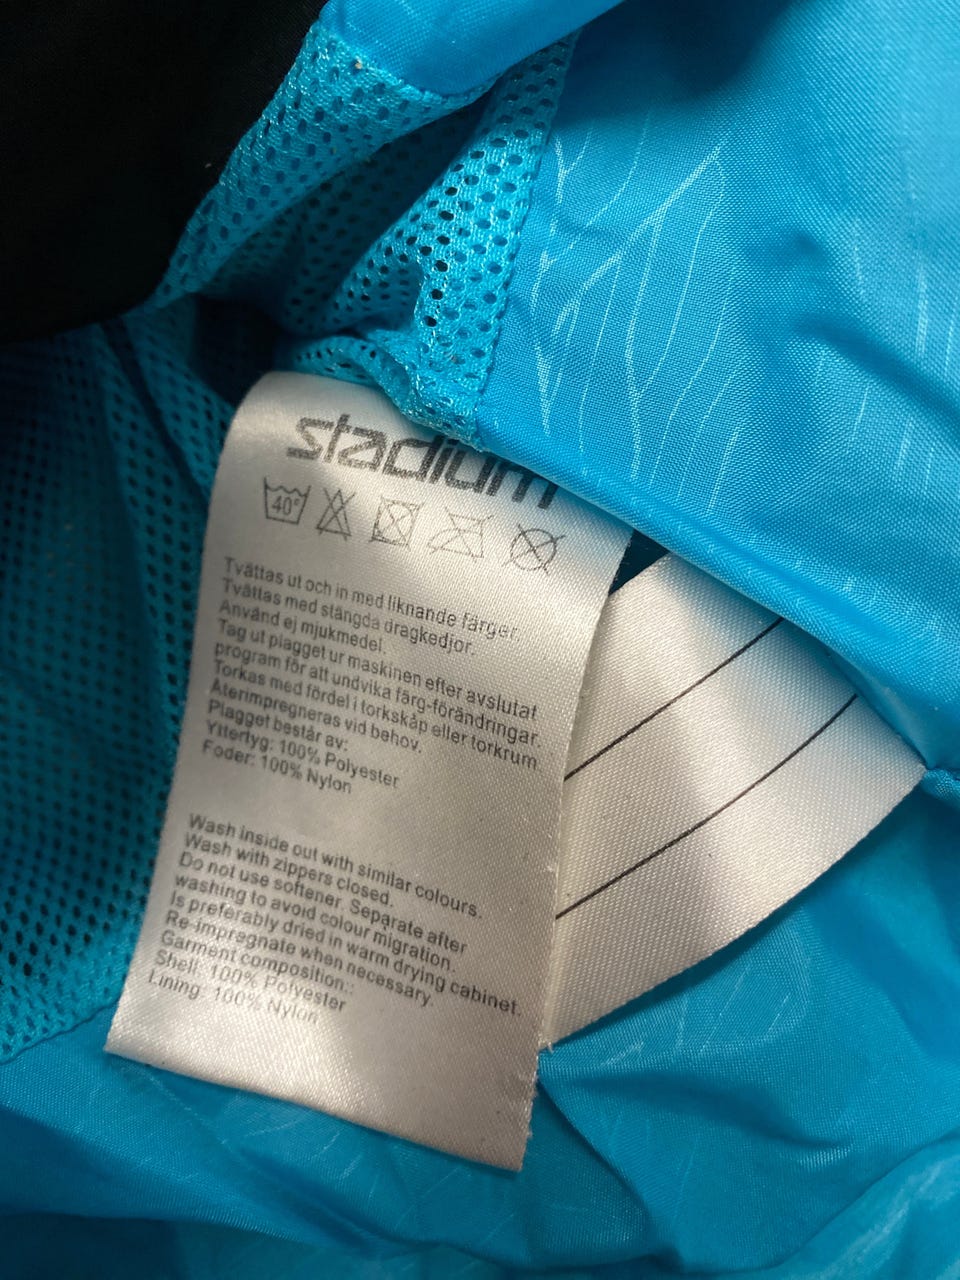 stadium
40°
Tvättas ut och in med liknande färger.
Tvättas med stängda dragkedjor.
Använd ej mjukmedel.
Tag ut plagget ur maskinen efter avslutat
program för att undvika färg-förändringar.
Torkas med fördel i torkskåp eller torkrum.
Återimpregneras vid behov.
Plagget består av:
Yttertyg: 100% Polyester
Foder: 100% Nylon
Wash inside out with similar colours.
Wash with zippers closed.
Do not use softener. Separate after
washing to avoid colour migration.
Is preferably dried in warm drying cabinet.
Re-impregnate when necessary.
Garment composition::
Shell: 100% Polyester
Lining: 100% Nylon